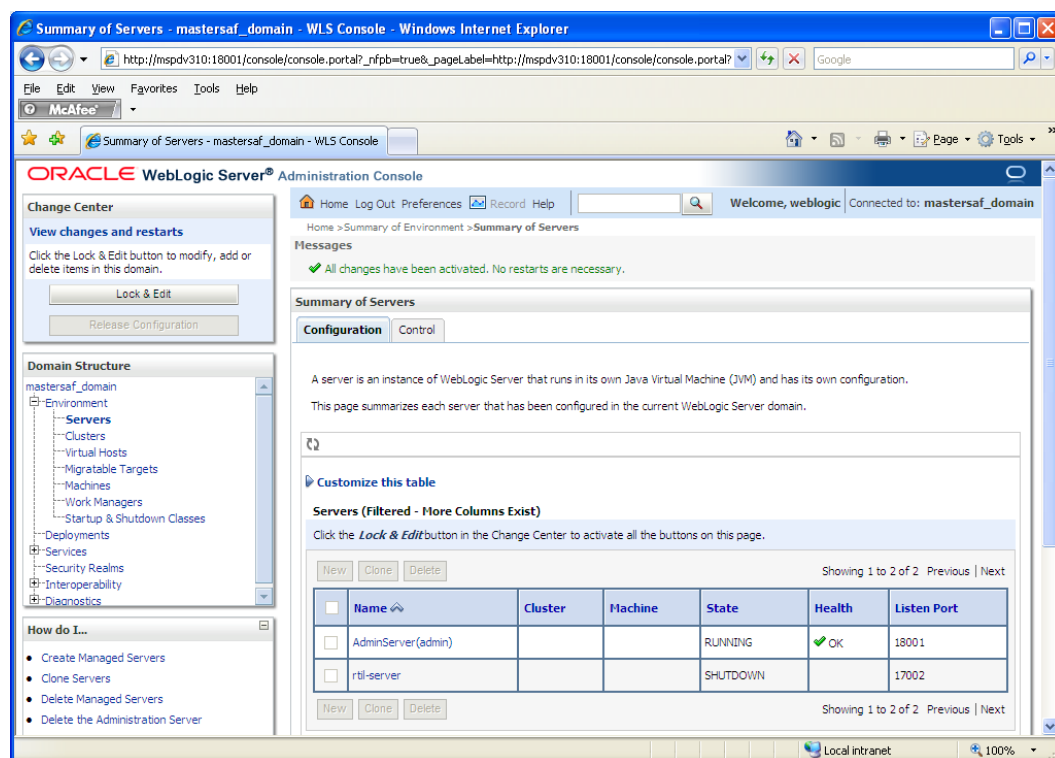 Summary of Servers - mastersaf_domain - WLS Console - Windows Internet Explorer
http://mspdv310:18001/console/console.portal?_nfpb=true&_pageLabel=http://mspdv310:18001/console/console.portal?
Google
File Edit View Favorites Tools Help
McAfee
Summary of Servers - mastersaf_domain - WLS Console
Page Tools
ORACLE WebLogic Server® Administration Console
Change Center
View changes and restarts
Click the Lock & Edit button to modify, add or
delete items in this domain.
Lock & Edit
Release Configuration
Domain Structure
mastersaf_domain
Environment
Servers
Clusters
Virtual Hosts
Migratable Targets
Machines
Work Managers
Startup & Shutdown Classes
Deployments
Services
Security Realms
Interoperability
Diagnostics
How do I...
Create Managed Servers
Clone Servers
Delete Managed Servers
Delete the Administration Server
Home Log Out Preferences Record Help
Welcome, weblogic Connected to: mastersaf_domain
Home >Summary of Environment >Summary of Servers
Messages
All changes have been activated. No restarts are necessary.
Summary of Servers
Configuration Control
A server is an instance of WebLogic Server that runs in its own Java Virtual Machine (JVM) and has its own configuration.
This page summarizes each server that has been configured in the current WebLogic Server domain.
Customize this table
Servers (Filtered - More Columns Exist)
Click the Lock & Edit button in the Change Center to activate all the buttons on this page.
New Clone Delete Showing 1 to 2 of 2 Previous | Next
Name Cluster Machine State Health Listen Port
AdminServer(admin) RUNNING OK 18001
rtil-server SHUTDOWN 17002
New Clone Delete Showing 1 to 2 of 2 Previous | Next
Local intranet 100%